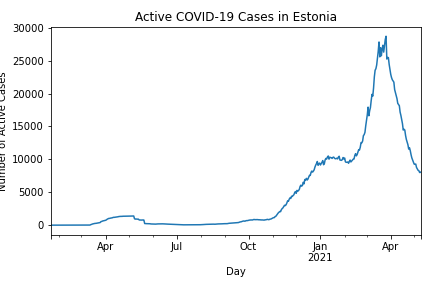 Active COVID-19 Cases in Estonia
30000
25000
20000
15000
10000
5000
0
Number of Active Cases
Apr
Jul
Oct
Jan
2021
Apr
Day